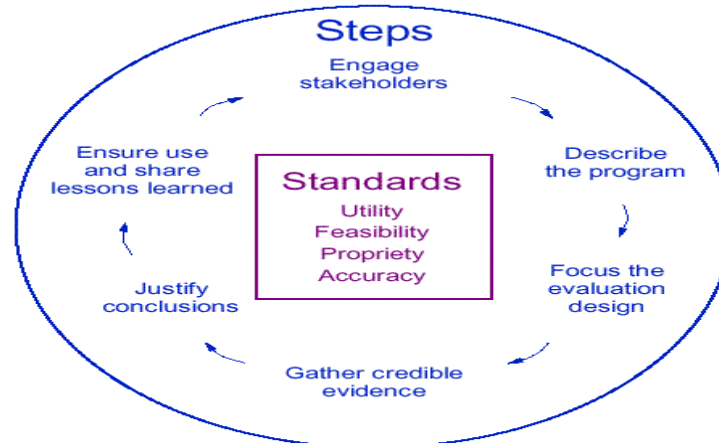 Steps
Engage
stakeholders
Describe
the program
Focus the
evaluation
design
Gather credible
evidence
Justify
conclusions
Ensure use
and share
lessons learned
Standards
Utility
Feasibility
Propriety
Accuracy